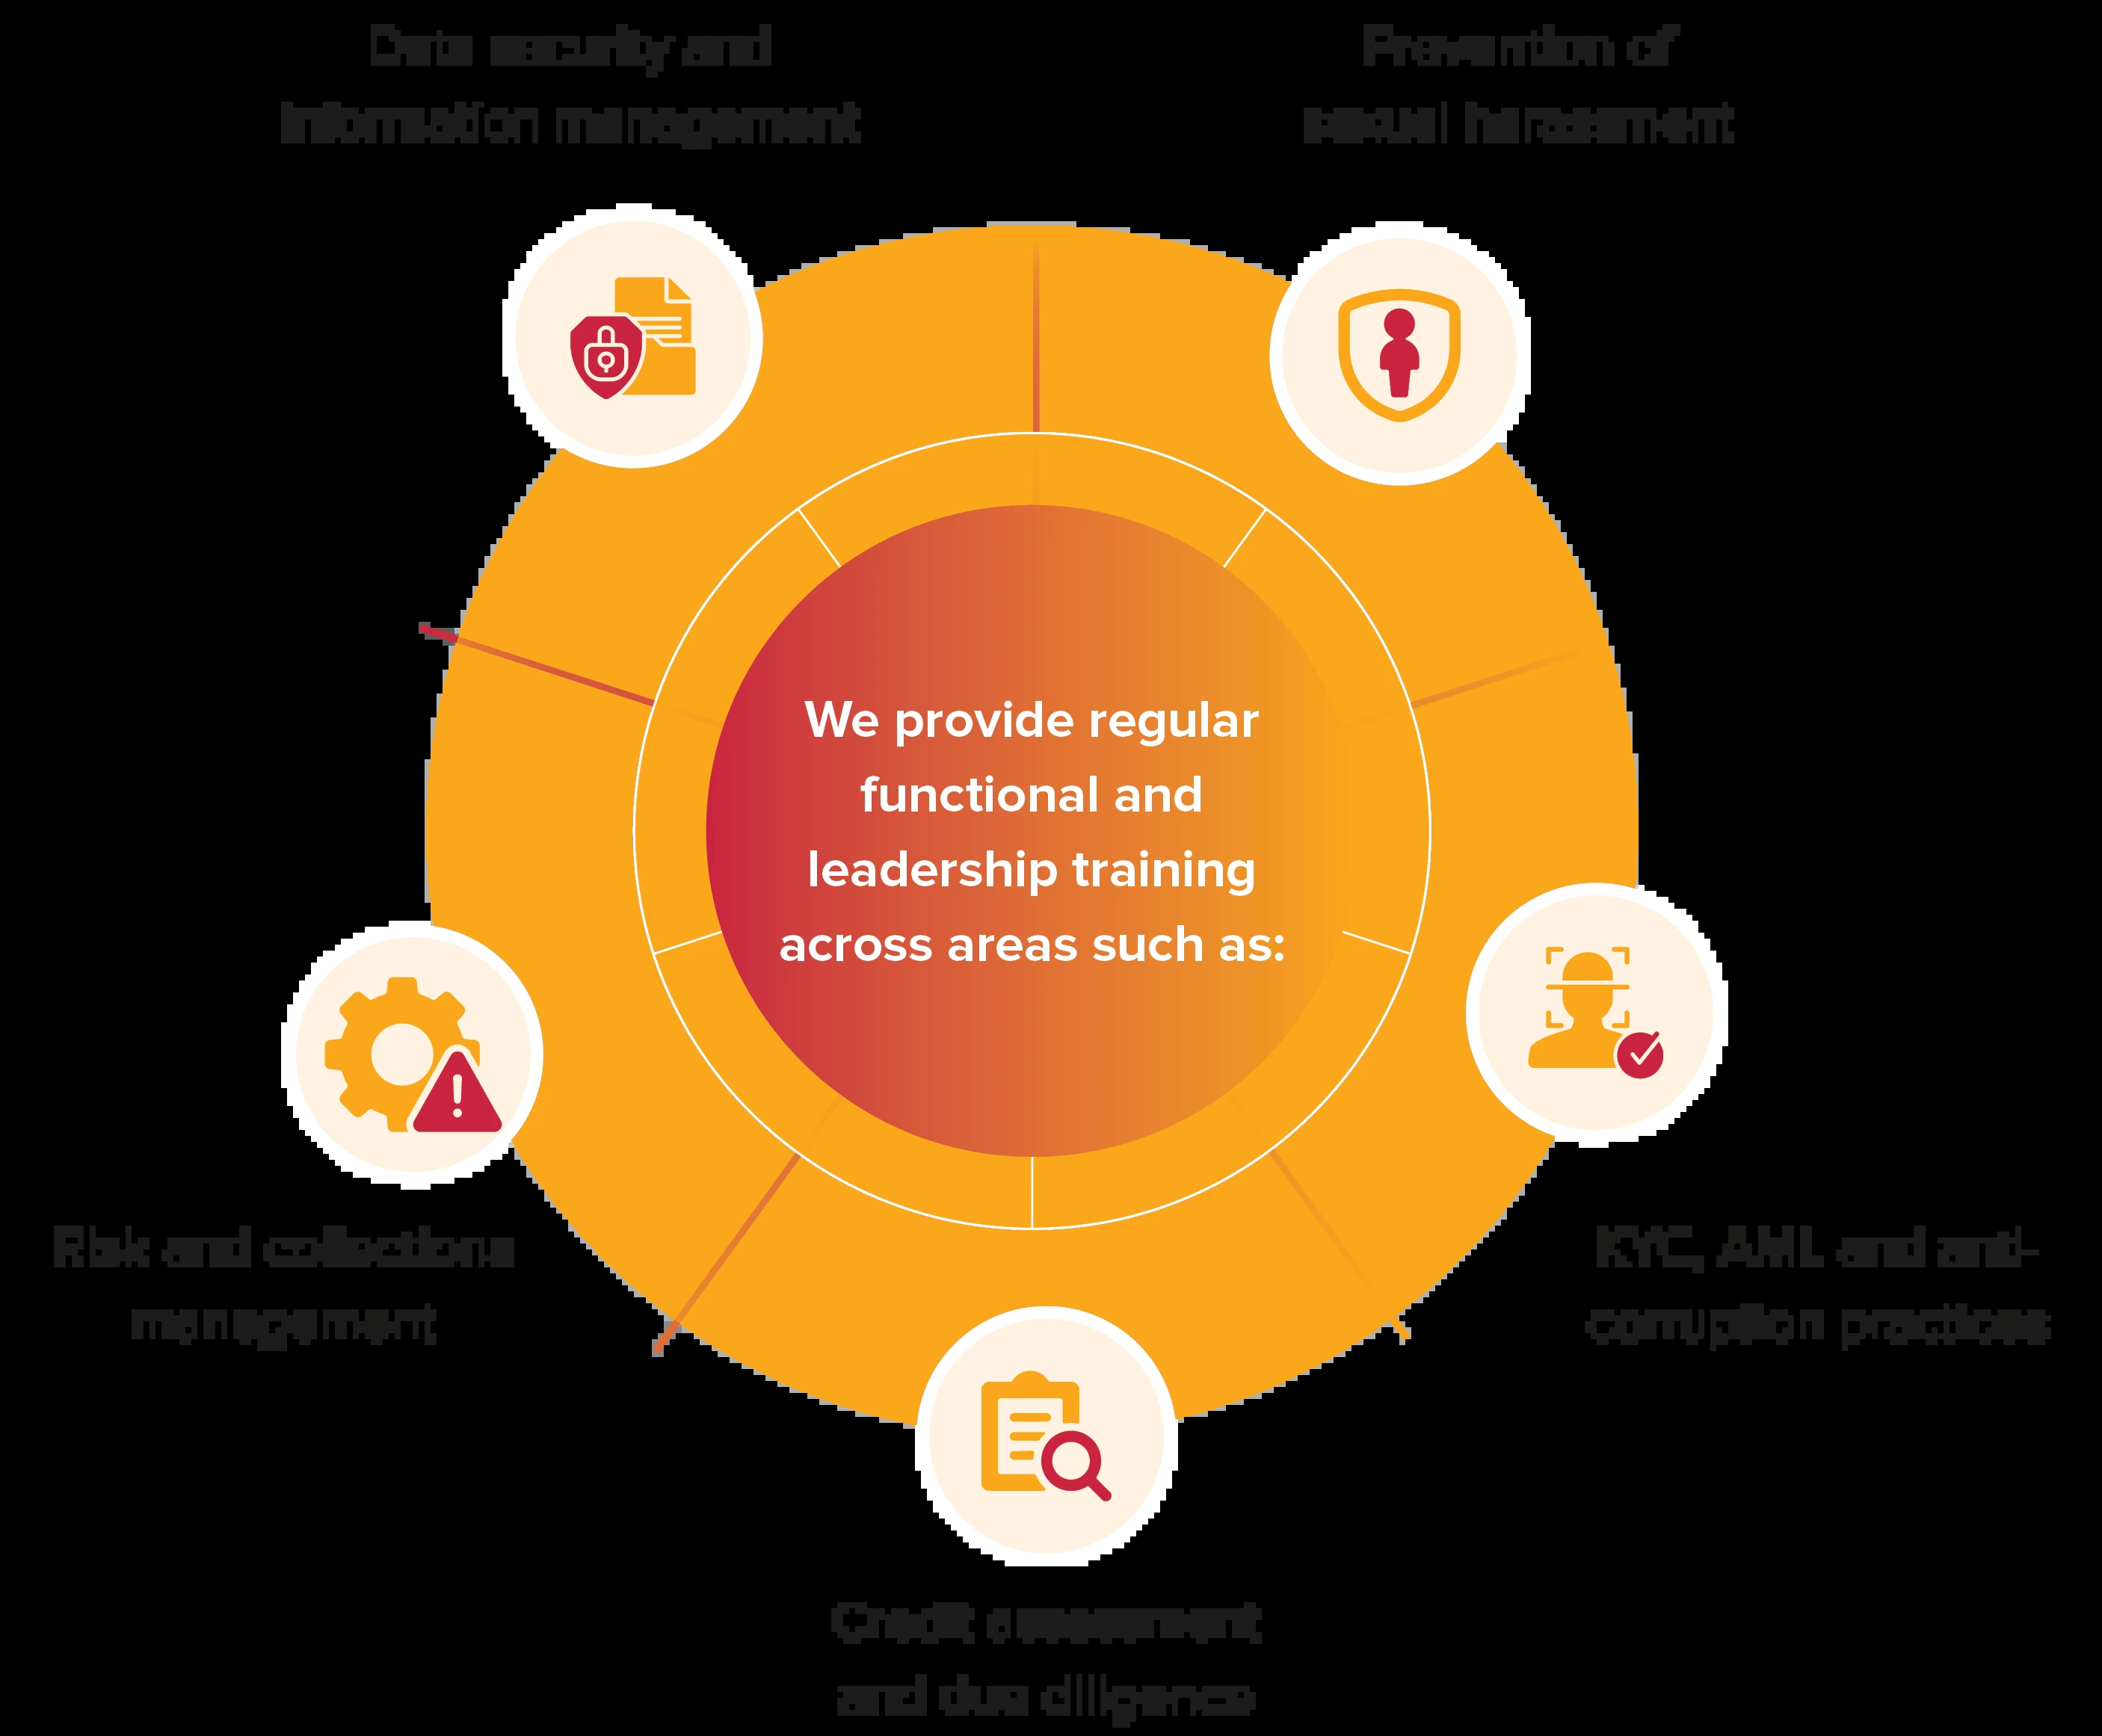 Data security and
information management
Prevention of
sexual harassment
We provide regular
functional and
leadership training
across areas such as:
Risk and collections
management
KYC, AML and anti-
corruption practices
Credit assessment
and due diligence